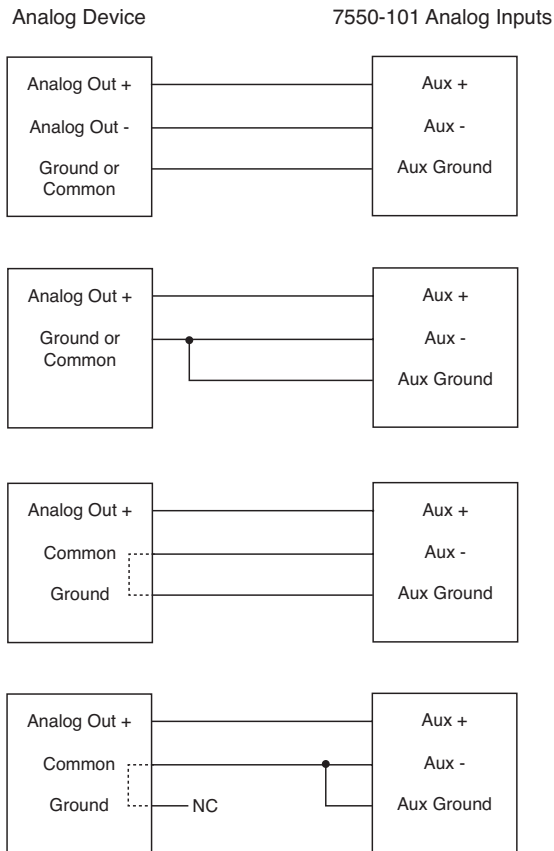 Analog Device
7550-101 Analog Inputs
Analog Out +
Aux +
Analog Out -
Aux -
Ground or
Common
Aux Ground
Analog Out +
Aux +
Ground or
Common
Aux -
Aux Ground
Analog Out +
Aux +
Common
Aux -
Ground
Aux Ground
Analog Out +
Aux +
Common
Aux -
Ground
NC
Aux Ground